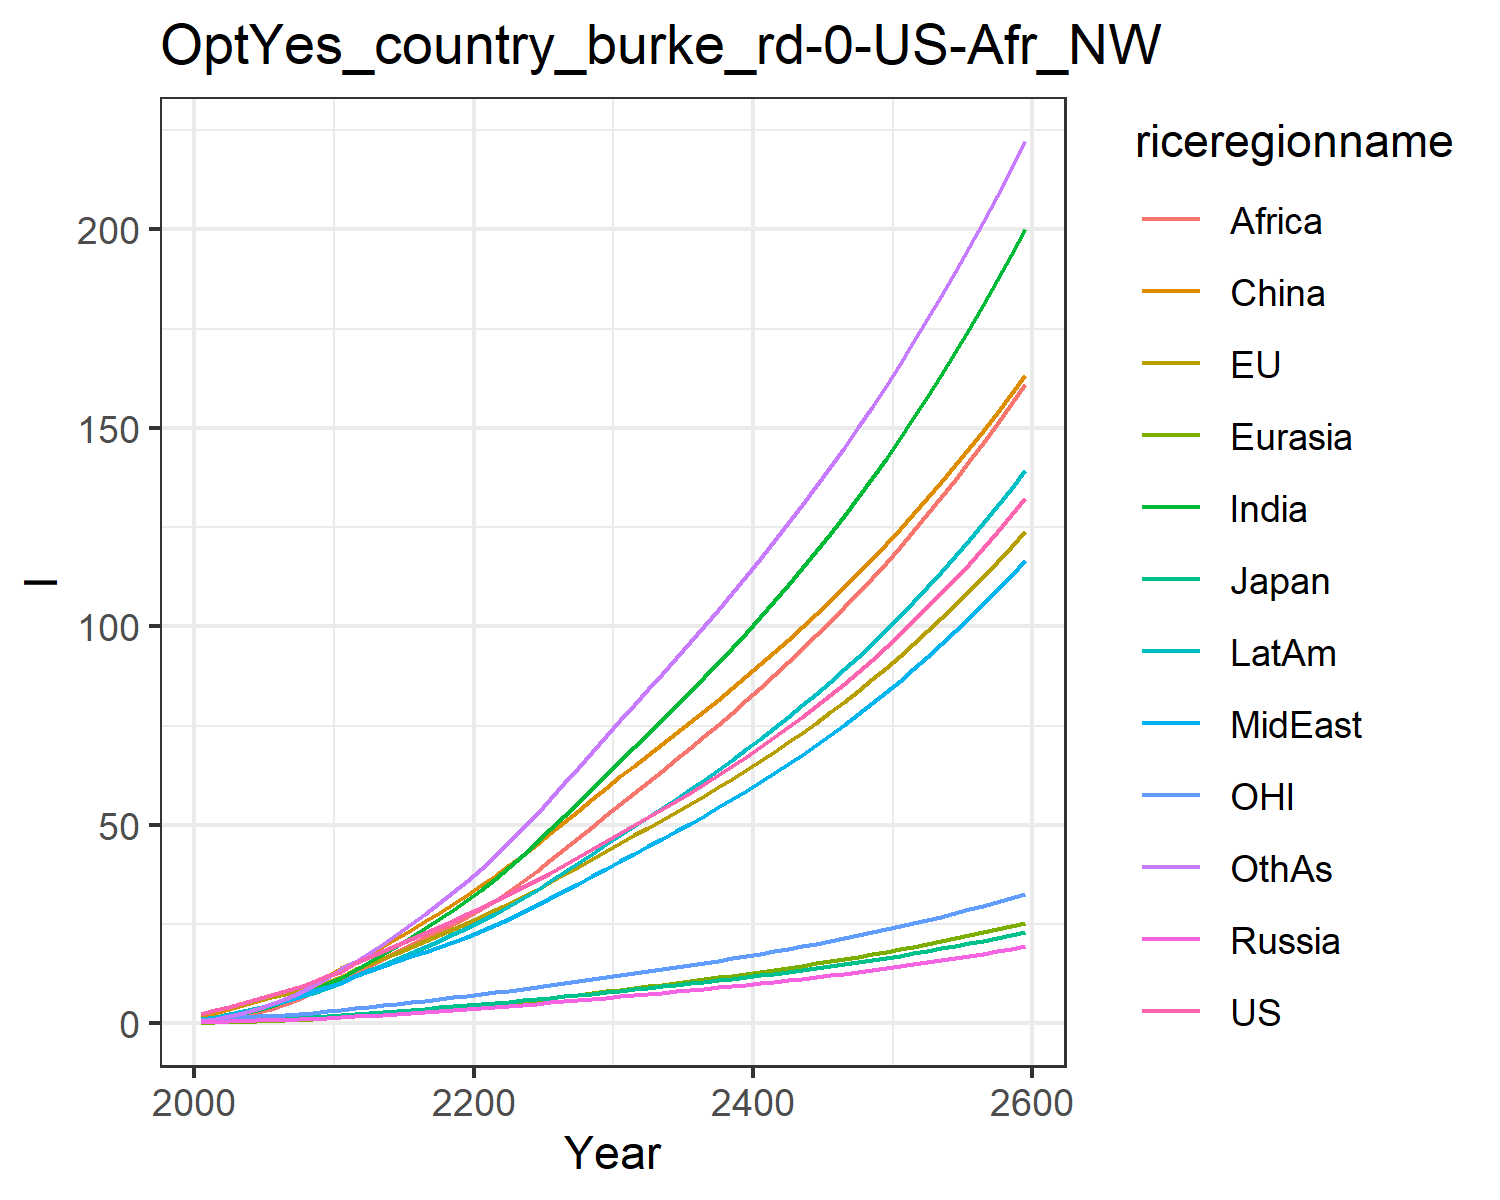 OptYes_country_burke_rd-0-US-Afr_NW
200
150
100
50
0
I
2000 2200 2400 2600
Year
riceregionname
Africa
China
EU
Eurasia
India
Japan
LatAm
MidEast
OHI
OthAs
Russia
US